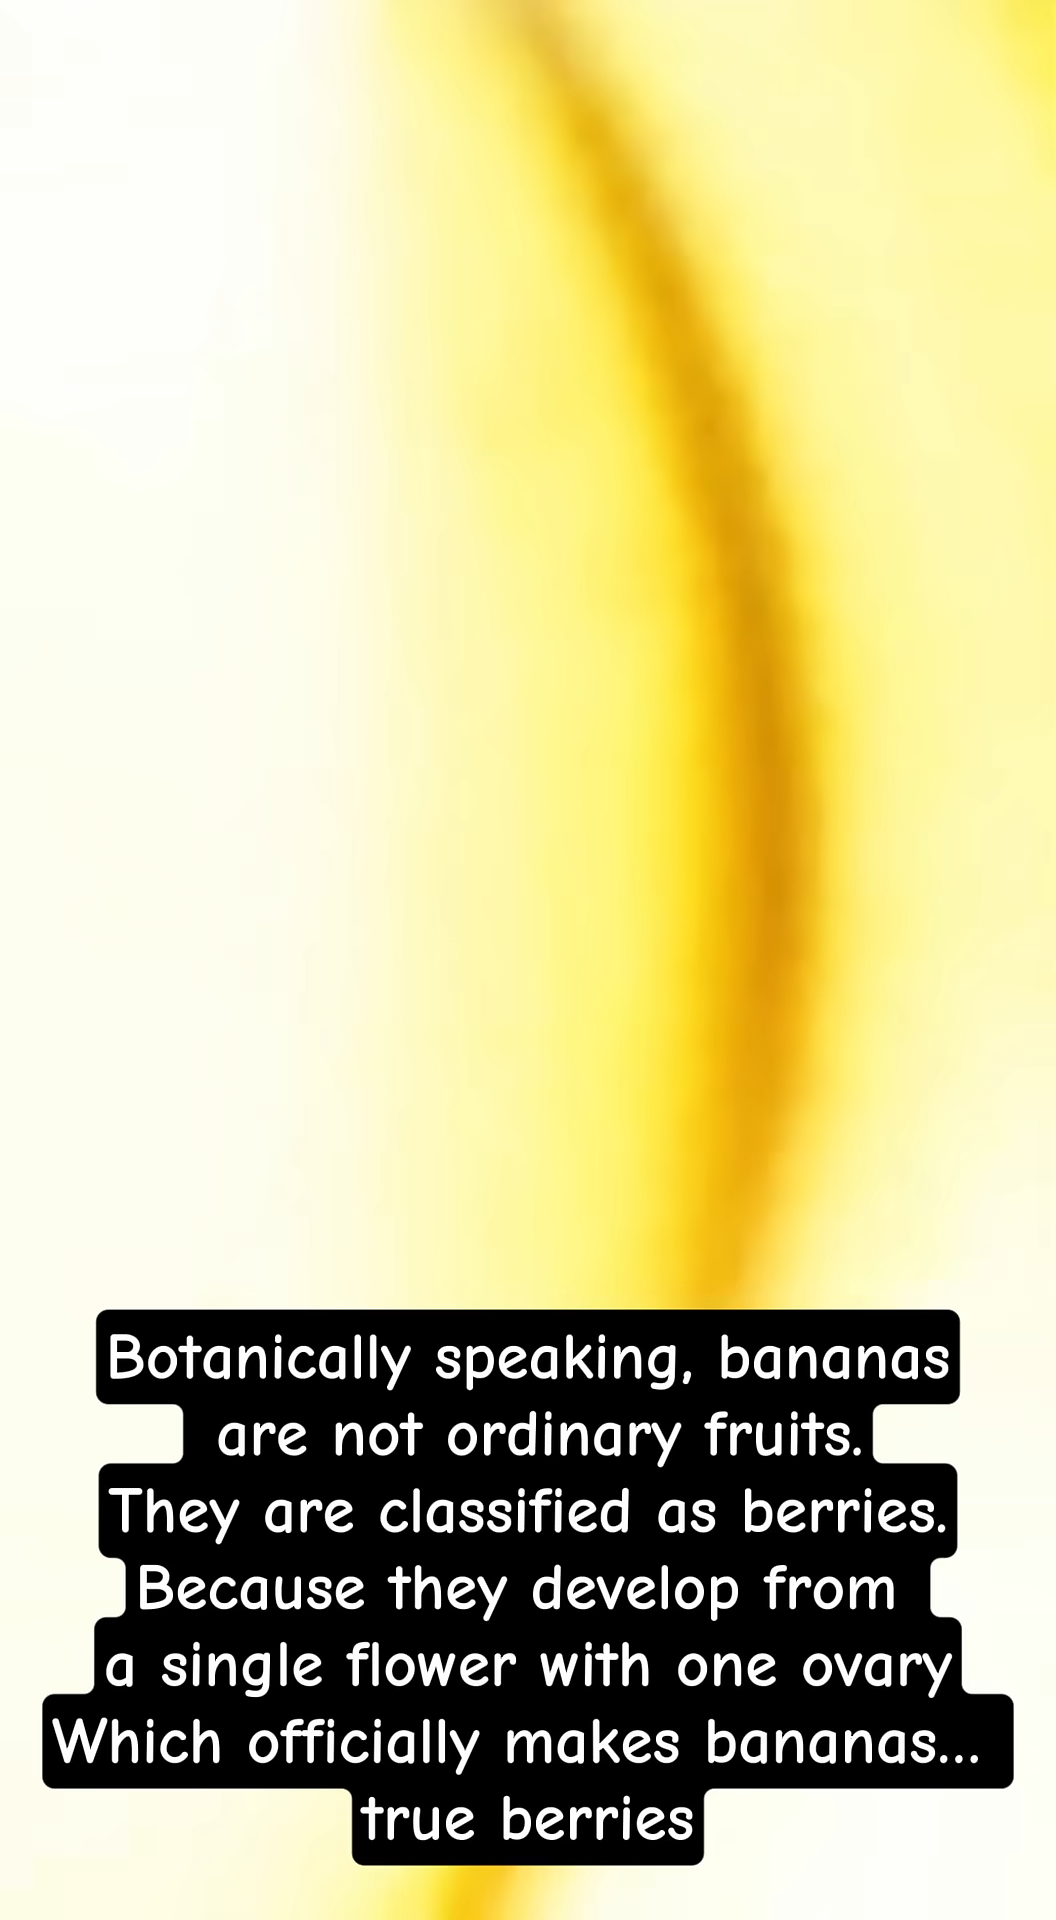 Botanically speaking, bananas
are not ordinary fruits.
They are classified as berries.
Because they develop from
a single flower with one ovary
Which officially makes bananas...
true berries